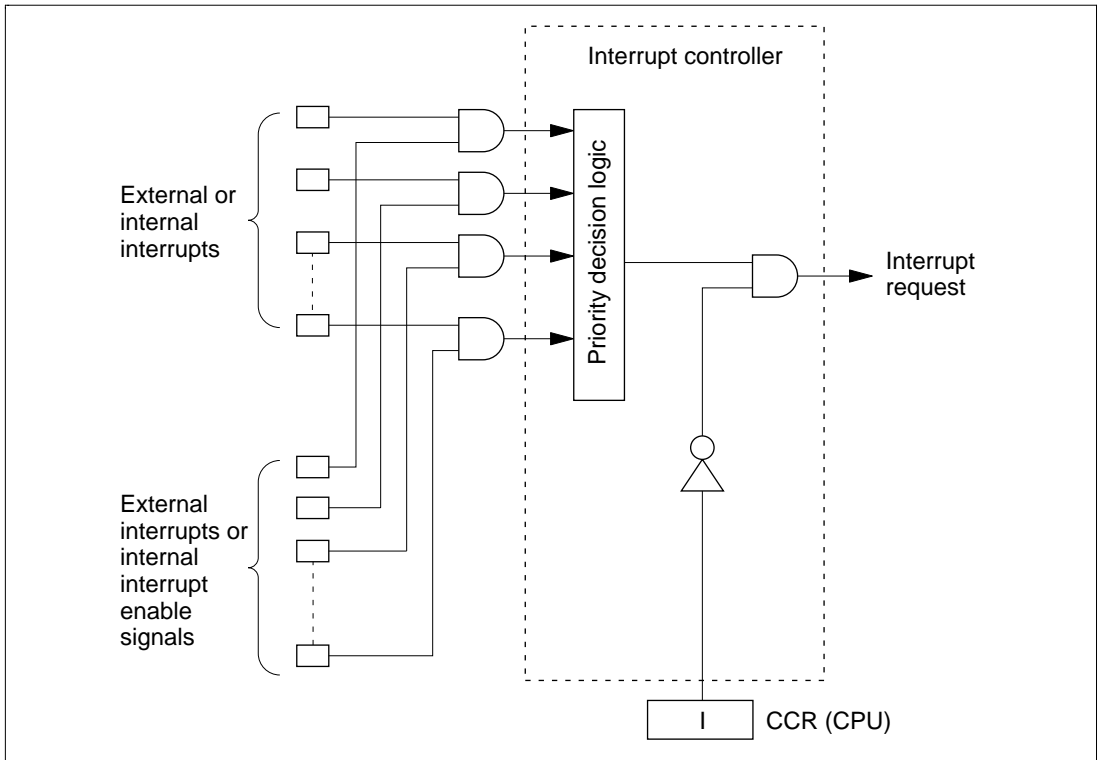 Interrupt controller
External or
internal
interrupts
Priority decision logic
Interrupt
request
External
interrupts or
internal
interrupt
enable
signals
I
CCR (CPU)